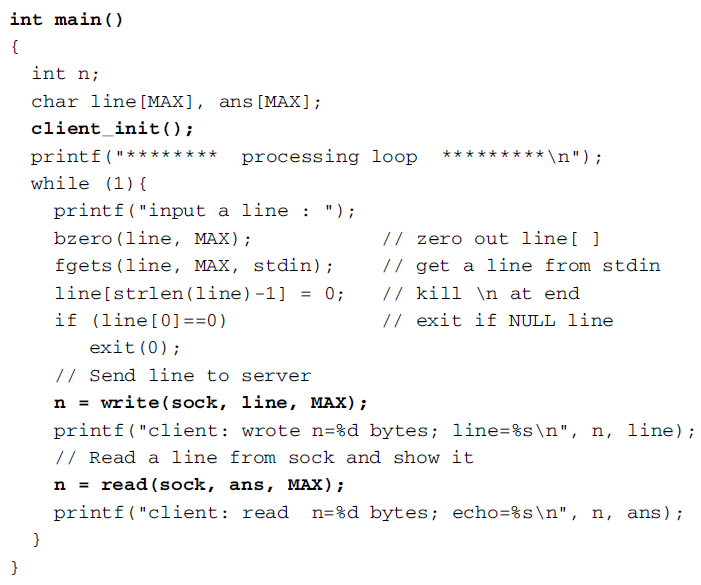 int main()
{
  int n;
  char line[MAX], ans[MAX];
  client_init();
  printf("********  processing loop  *********\n");
  while (1){
    printf("input a line : ");
    bzero(line, MAX);            // zero out line[ ]
    fgets(line, MAX, stdin);     // get a line from stdin
    line[strlen(line)-1] = 0;    // kill \n at end
    if (line[0]==0)              // exit if NULL line
       exit(0);
    // Send line to server
    n = write(sock, line, MAX);
    printf("client: wrote n=%d bytes; line=%s\n", n, line);
    // Read a line from sock and show it
    n = read(sock, ans, MAX);
    printf("client: read  n=%d bytes; echo=%s\n", n, ans);
  }
}